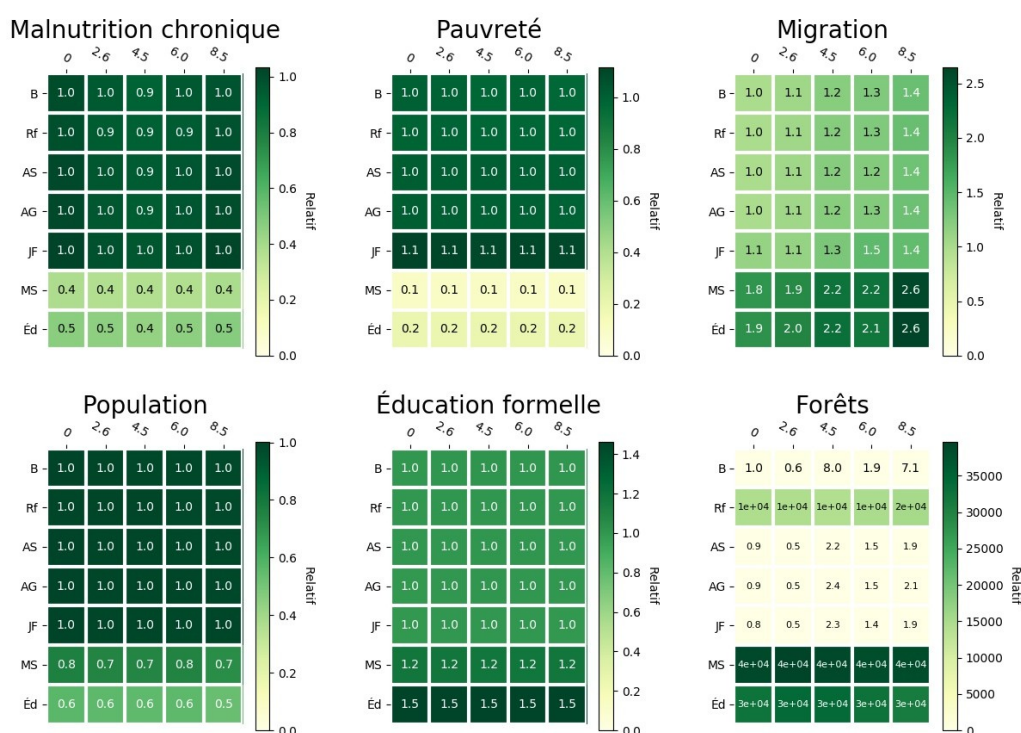 Malnutrition chronique
0 2.6 4.5 6.0 8.5
B 1.0 1.0 0.9 1.0 1.0
Rf 1.0 0.9 0.9 0.9 1.0
AS 1.0 1.0 0.9 1.0 1.0
AG 1.0 1.0 0.9 1.0 1.0
JF 1.0 1.0 1.0 1.0 1.0
MS 0.4 0.4 0.4 0.4 0.4
Éd 0.5 0.5 0.4 0.5 0.5
1.0
0.8
0.6
0.4
0.2
0.0
Relatif
Pauvreté
0 2.6 4.5 6.0 8.5
B 1.0 1.0 1.0 1.0 1.0
Rf 1.0 1.0 1.0 1.0 1.0
AS 1.0 1.0 1.0 1.0 1.0
AG 1.0 1.0 1.0 1.0 1.0
JF 1.1 1.1 1.1 1.1 1.1
MS 0.1 0.1 0.1 0.1 0.1
Éd 0.2 0.2 0.2 0.2 0.2
1.0
0.8
0.6
0.4
0.2
0.0
Relatif
Migration
0 2.6 4.5 6.0 8.5
B 1.0 1.1 1.2 1.3 1.4
Rf 1.0 1.1 1.2 1.3 1.4
AS 1.0 1.1 1.2 1.2 1.4
AG 1.0 1.1 1.2 1.3 1.4
JF 1.1 1.1 1.3 1.5 1.4
MS 1.8 1.9 2.2 2.2 2.6
Éd 1.9 2.0 2.2 2.1 2.6
2.5
2.0
1.5
1.0
0.5
0.0
Relatif
Population
0 2.6 4.5 6.0 8.5
B 1.0 1.0 1.0 1.0 1.0
Rf 1.0 1.0 1.0 1.0 1.0
AS 1.0 1.0 1.0 1.0 1.0
AG 1.0 1.0 1.0 1.0 1.0
JF 1.0 1.0 1.0 1.0 1.0
MS 0.8 0.7 0.7 0.8 0.7
Éd 0.6 0.6 0.6 0.6 0.5
1.0
0.8
0.6
0.4
0.2
0.0
Relatif
Éducation formelle
0 2.6 4.5 6.0 8.5
B 1.0 1.0 1.0 1.0 1.0
Rf 1.0 1.0 1.0 1.0 1.0
AS 1.0 1.0 1.0 1.0 1.0
AG 1.0 1.0 1.0 1.0 1.0
JF 1.0 1.0 1.0 1.0 1.0
MS 1.2 1.2 1.2 1.2 1.2
Éd 1.5 1.5 1.5 1.5 1.5
1.4
1.2
1.0
0.8
0.6
0.4
0.2
0.0
Relatif
Forêts
0 2.6 4.5 6.0 8.5
B 1.0 0.6 8.0 1.9 7.1
Rf 1e+04 1e+04 1e+04 1e+04 2e+04
AS 0.9 0.5 2.2 1.5 1.9
AG 0.9 0.5 2.4 1.5 2.1
JF 0.8 0.5 2.3 1.4 1.9
MS 4e+04 4e+04 4e+04 4e+04 4e+04
Éd 3e+04 3e+04 3e+04 3e+04 3e+04
35000
30000
25000
20000
15000
10000
5000
0
Relatif